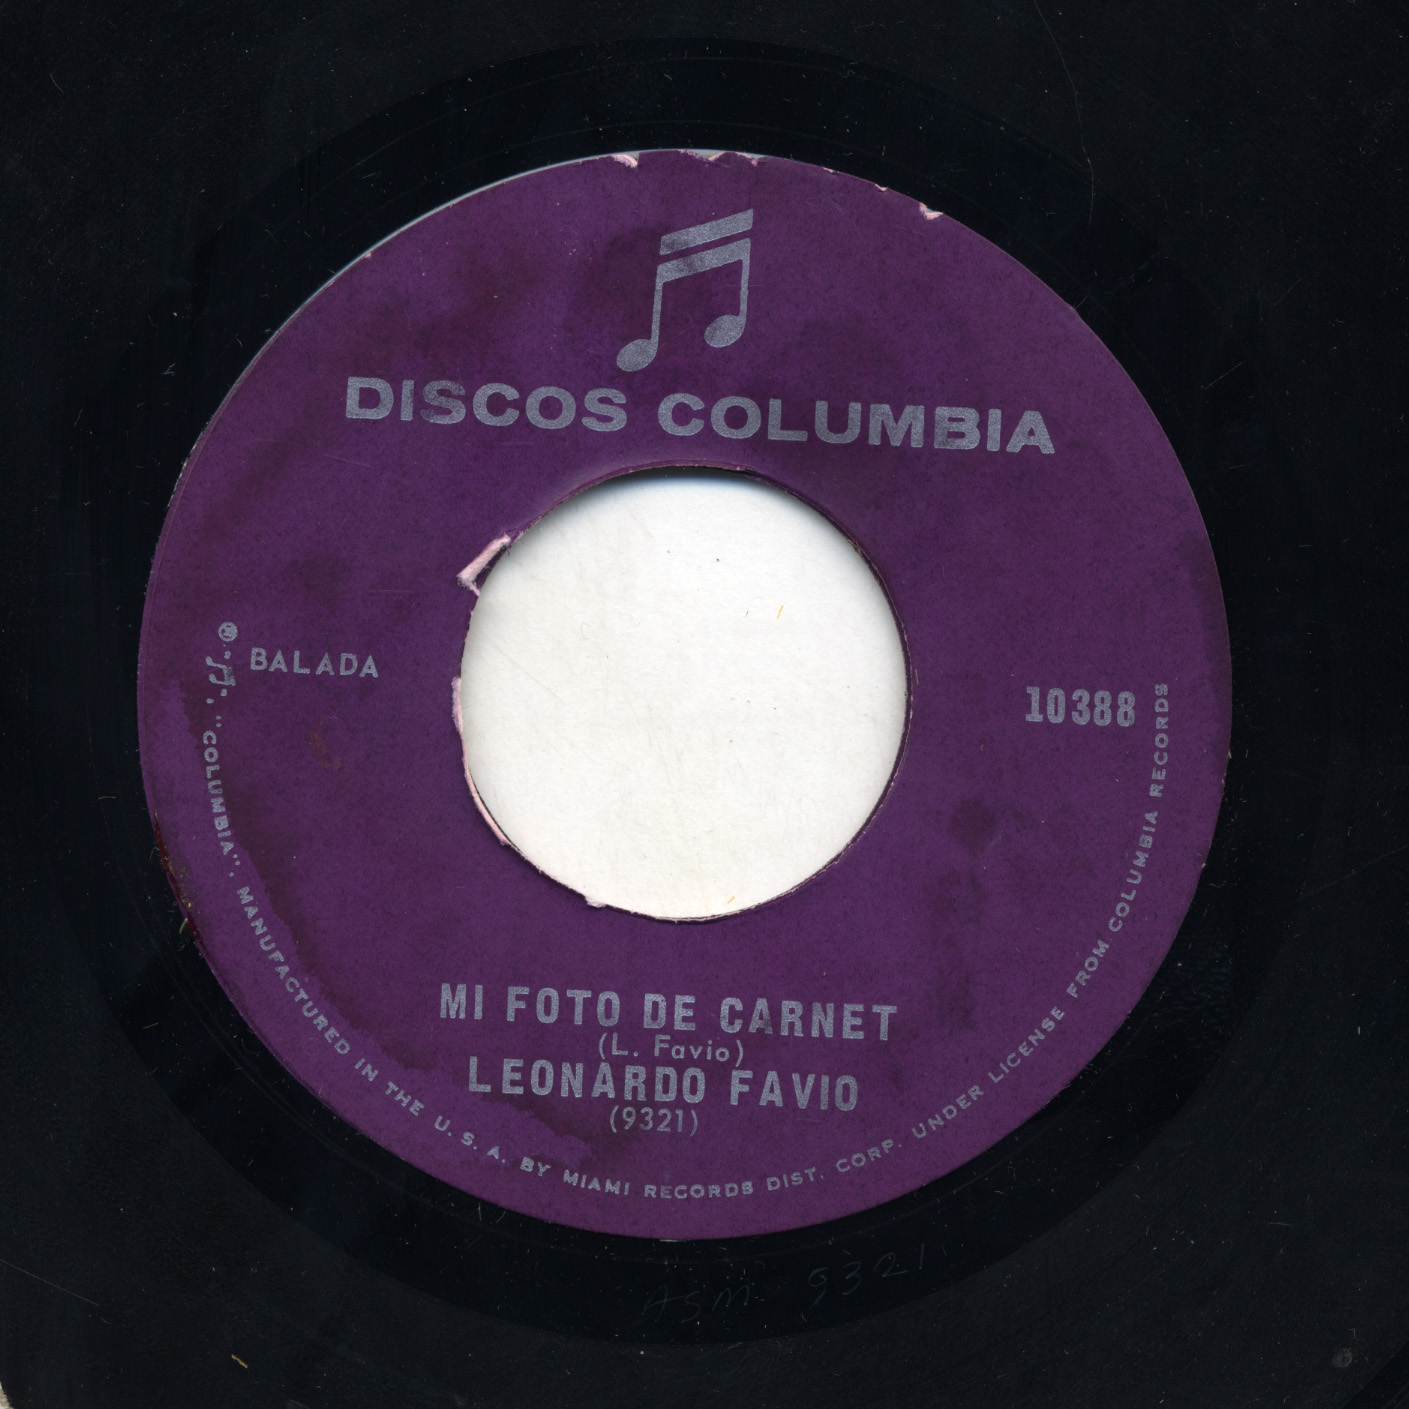 DISCOS COLUMBIA
BALADA
10388
MI FOTO DE CARNET
(L. Favio)
LEONARDO FAVIO
(9321)
"COLUMBIA", MANUFACTURED IN THE U. S. A. BY MIAMI RECORDS DIST. CORP. UNDER LICENSE FROM COLUMBIA RECORDS
ASM 9321